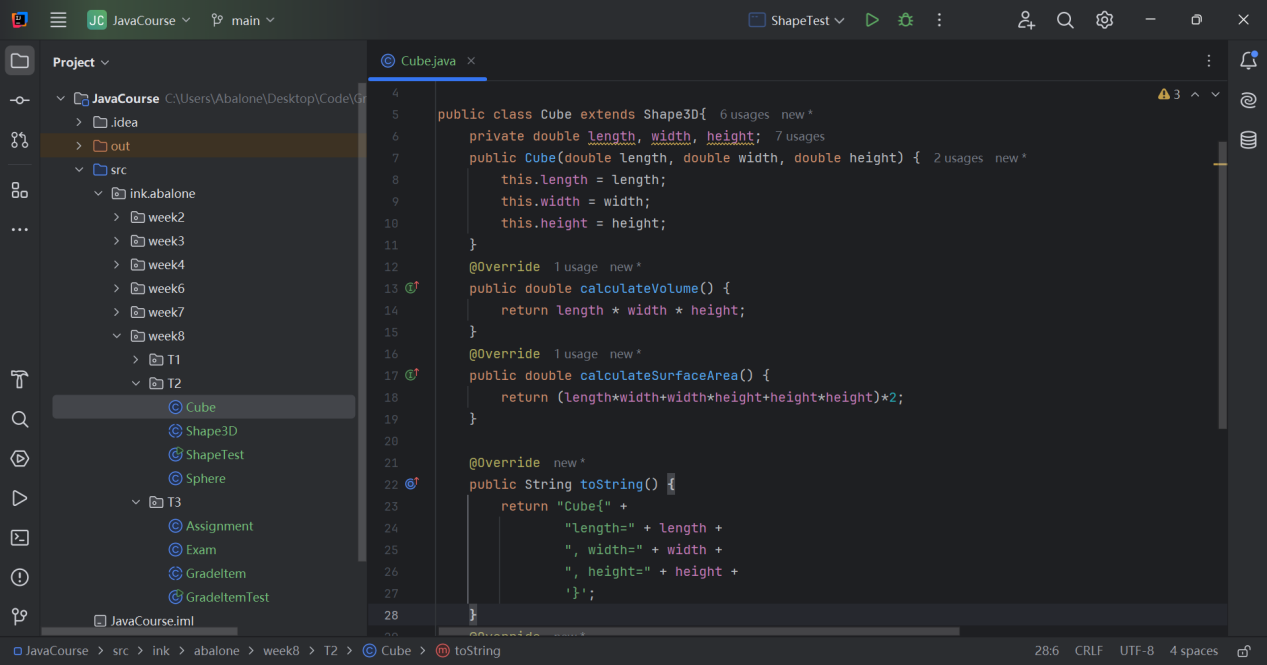 JC JavaCourse main ShapeTest
Project
Cube.java
JavaCourse C:\Users\Abalone\Desktop\Code\Gr
.idea
out
src
ink.abalone
week2
week3
week4
week6
week7
week8
T1
T2
Cube
Shape3D
ShapeTest
Sphere
T3
Assignment
Exam
GradeItem
GradeItemTest
JavaCourse.iml
3
4
5 public class Cube extends Shape3D{ 6 usages new *
6 private double length, width, height; 7 usages
7 public Cube(double length, double width, double height) { 2 usages new *
8 this.length = length;
9 this.width = width;
10 this.height = height;
11 }
12 @Override 1 usage new *
13 public double calculateVolume() {
14 return length * width * height;
15 }
16 @Override 1 usage new *
17 public double calculateSurfaceArea() {
18 return (length*width+width*height+height*height)*2;
19 }
20
21 @Override new *
22 public String toString() {
23 return "Cube{" +
24 "length=" + length +
25 ", width=" + width +
26 ", height=" + height +
27 '}';
28 }
29 @Override new *
JavaCourse > src > ink > abalone > week8 > T2 > Cube > toString 28:6 CRLF UTF-8 4 spaces